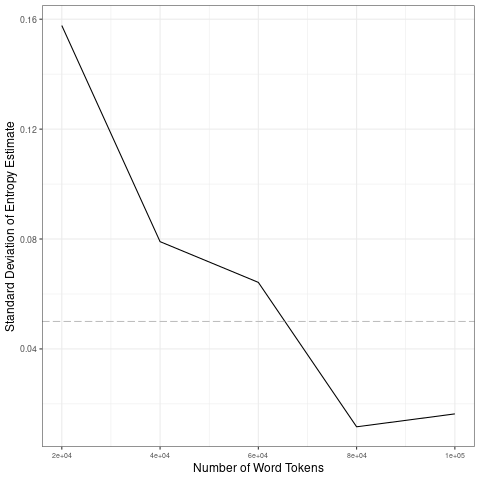 Standard Deviation of Entropy Estimate
0.16
0.12
0.08
0.04
2e+04 4e+04 6e+04 8e+04 1e+05
Number of Word Tokens